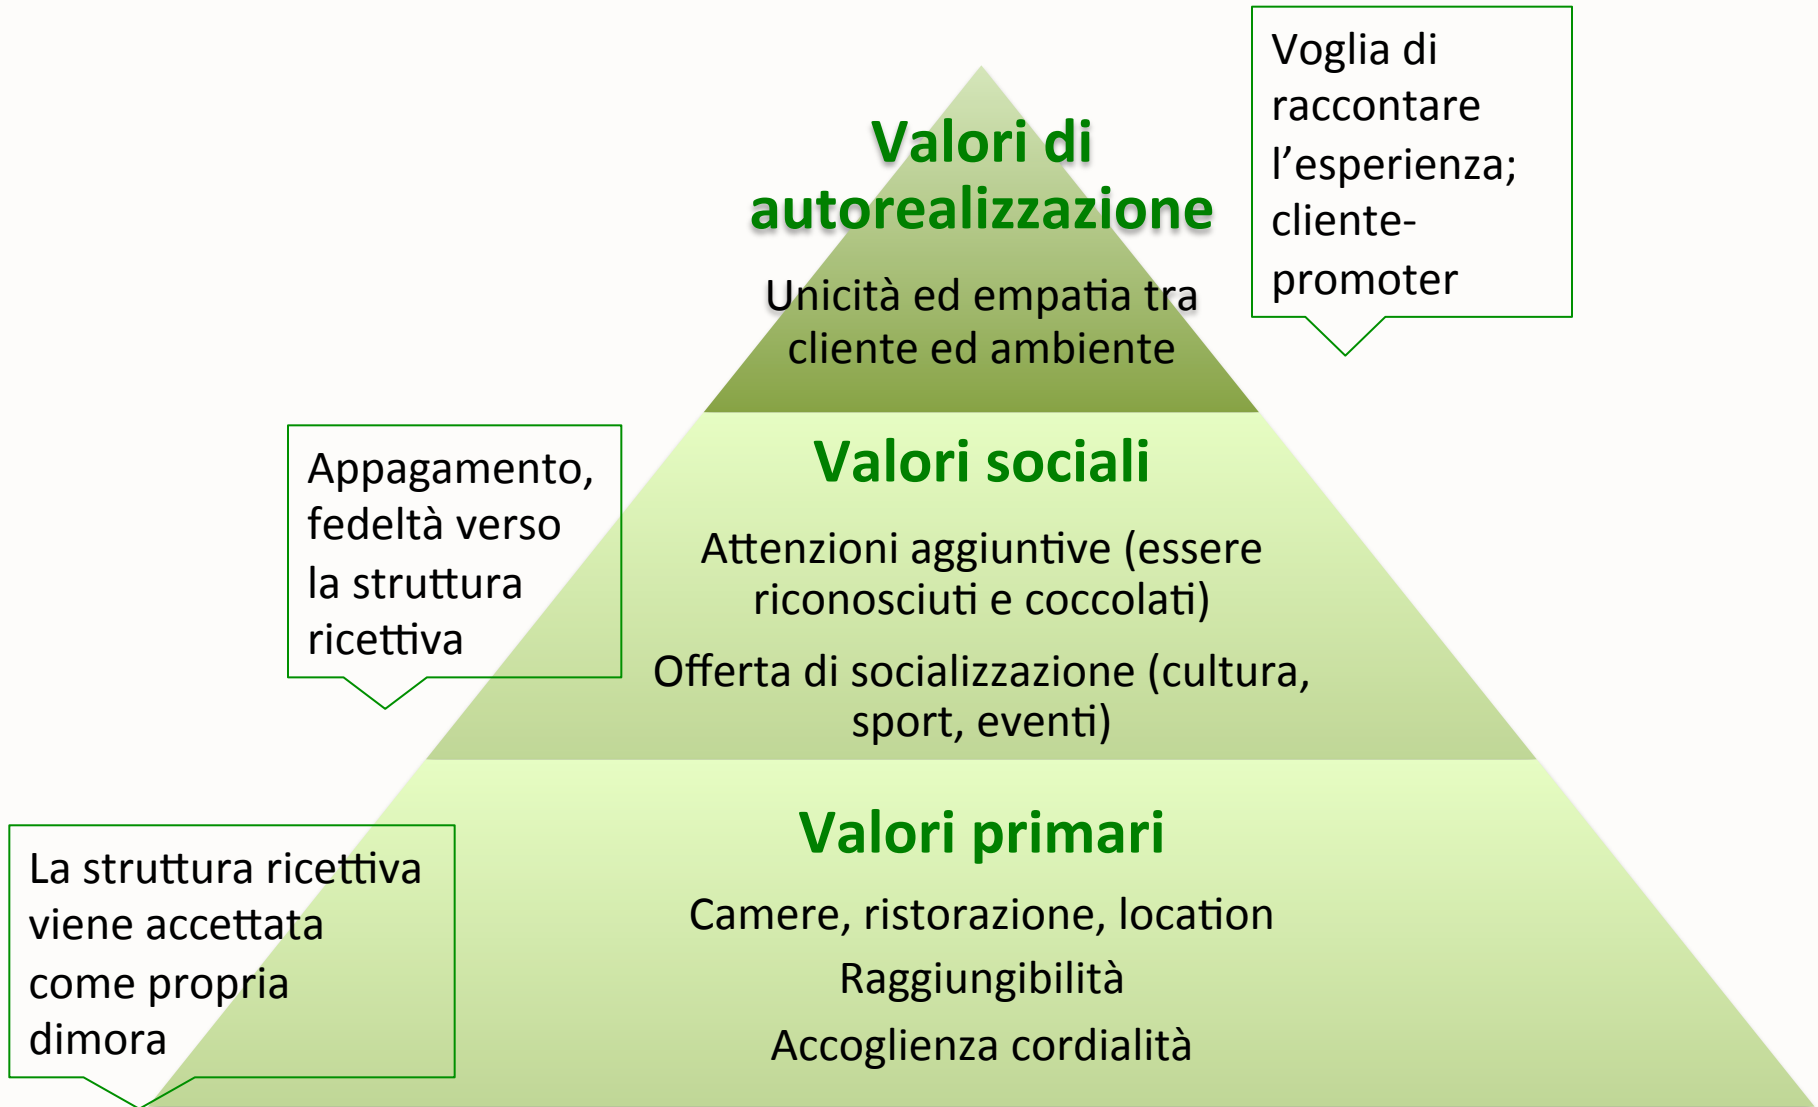 Voglia di
raccontare
l’esperienza;
cliente-
promoter
Valori di
autorealizzazione
Unicità ed empatia tra
cliente ed ambiente
Appagamento,
fedeltà verso
la struttura
ricettiva
Valori sociali
Attenzioni aggiuntive (essere
riconosciuti e coccolati)
Offerta di socializzazione (cultura,
sport, eventi)
La struttura ricettiva
viene accettata
come propria
dimora
Valori primari
Camere, ristorazione, location
Raggiungibilità
Accoglienza cordialità